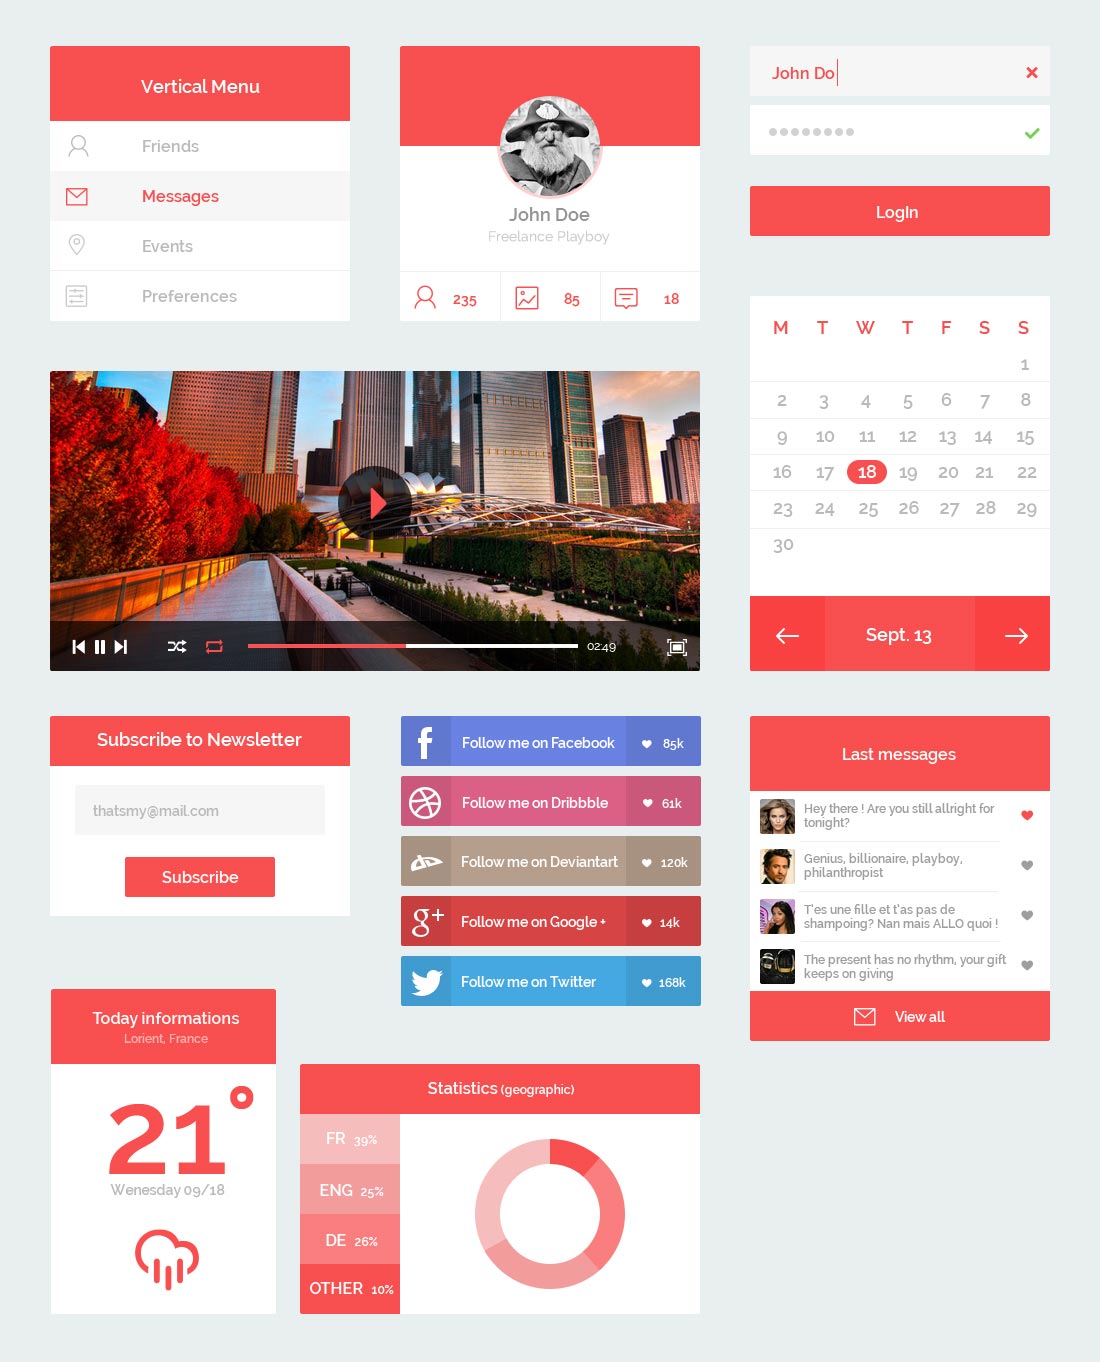 Vertical Menu
Friends
Messages
Events
Preferences
John Doe
Freelance Playboy
235 85 18
John Do
LogIn
M T W T F S S
1
2 3 4 5 6 7 8
9 10 11 12 13 14 15
16 17 18 19 20 21 22
23 24 25 26 27 28 29
30
Sept. 13
02:49
Subscribe to Newsletter
thatsmy@mail.com
Subscribe
Follow me on Facebook 85k
Follow me on Dribbble 61k
Follow me on Deviantart 120k
g+ Follow me on Google + 14k
Follow me on Twitter 168k
Last messages
Hey there ! Are you still allright for
tonight?
Genius, billionaire, playboy,
philanthropist
T'es une fille et t'as pas de
shampoing? Nan mais ALLO quoi !
The present has no rhythm, your gift
keeps on giving
View all
Today informations
Lorient, France
21°
Wenesday 09/18
Statistics (geographic)
FR 39%
ENG 25%
DE 26%
OTHER 10%